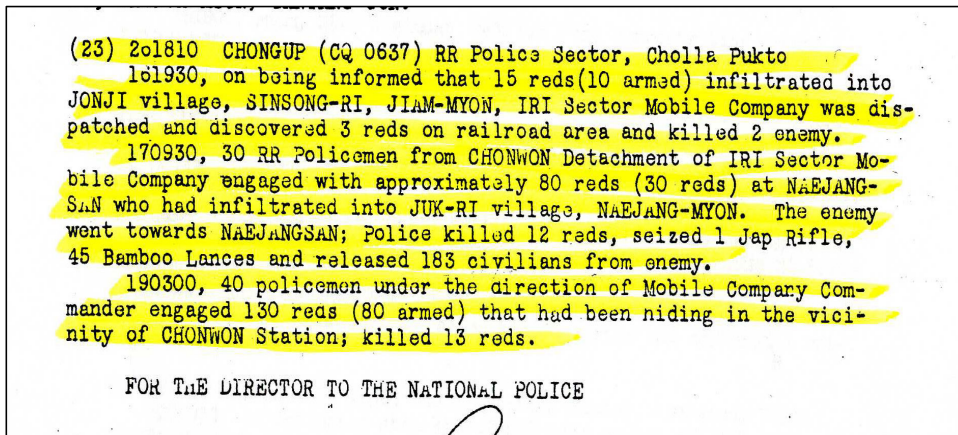 (23) 201810 CHONGUP (CQ 0637) RR Police Sector, Cholla Pukto
161930, on being informed that 15 reds(10 armed) infiltrated into
JONJI village, SINSONG-RI, JIAM-MYON, IRI Sector Mobile Company was dis-
patched and discovered 3 reds on railroad area and killed 2 enemy.
170930, 30 RR Policemen from CHONWON Detachment of IRI Sector Mo-
bile Company engaged with approximately 80 reds (30 reds) at NAEJANG-
SAN who had infiltrated into JUK-RI village, NAEJANG-MYON. The enemy
went towards NAEJANGSAN; Police killed 12 reds, seized 1 Jap Rifle,
45 Bamboo Lances and released 183 civilians from enemy.
190300, 40 policemen under the direction of Mobile Company Com-
mander engaged 130 reds (80 armed) that had been hiding in the vici-
nity of CHONWON Station; killed 13 reds.
FOR THE DIRECTOR TO THE NATIONAL POLICE